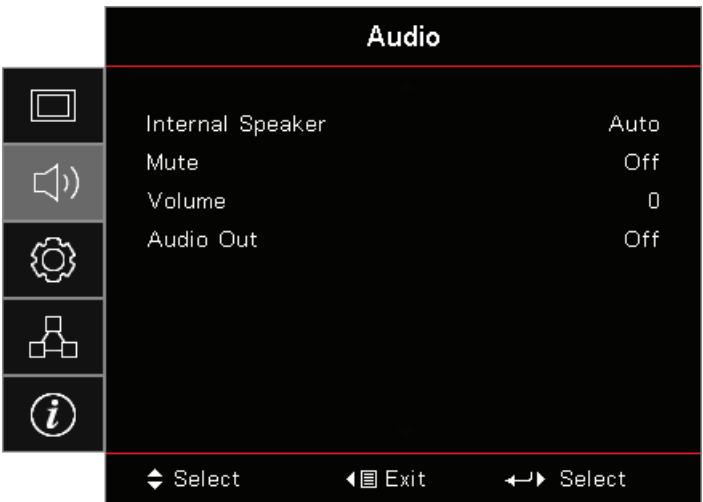 Audio
Internal Speaker Auto
Mute Off
Volume 0
Audio Out Off
Select Exit Select